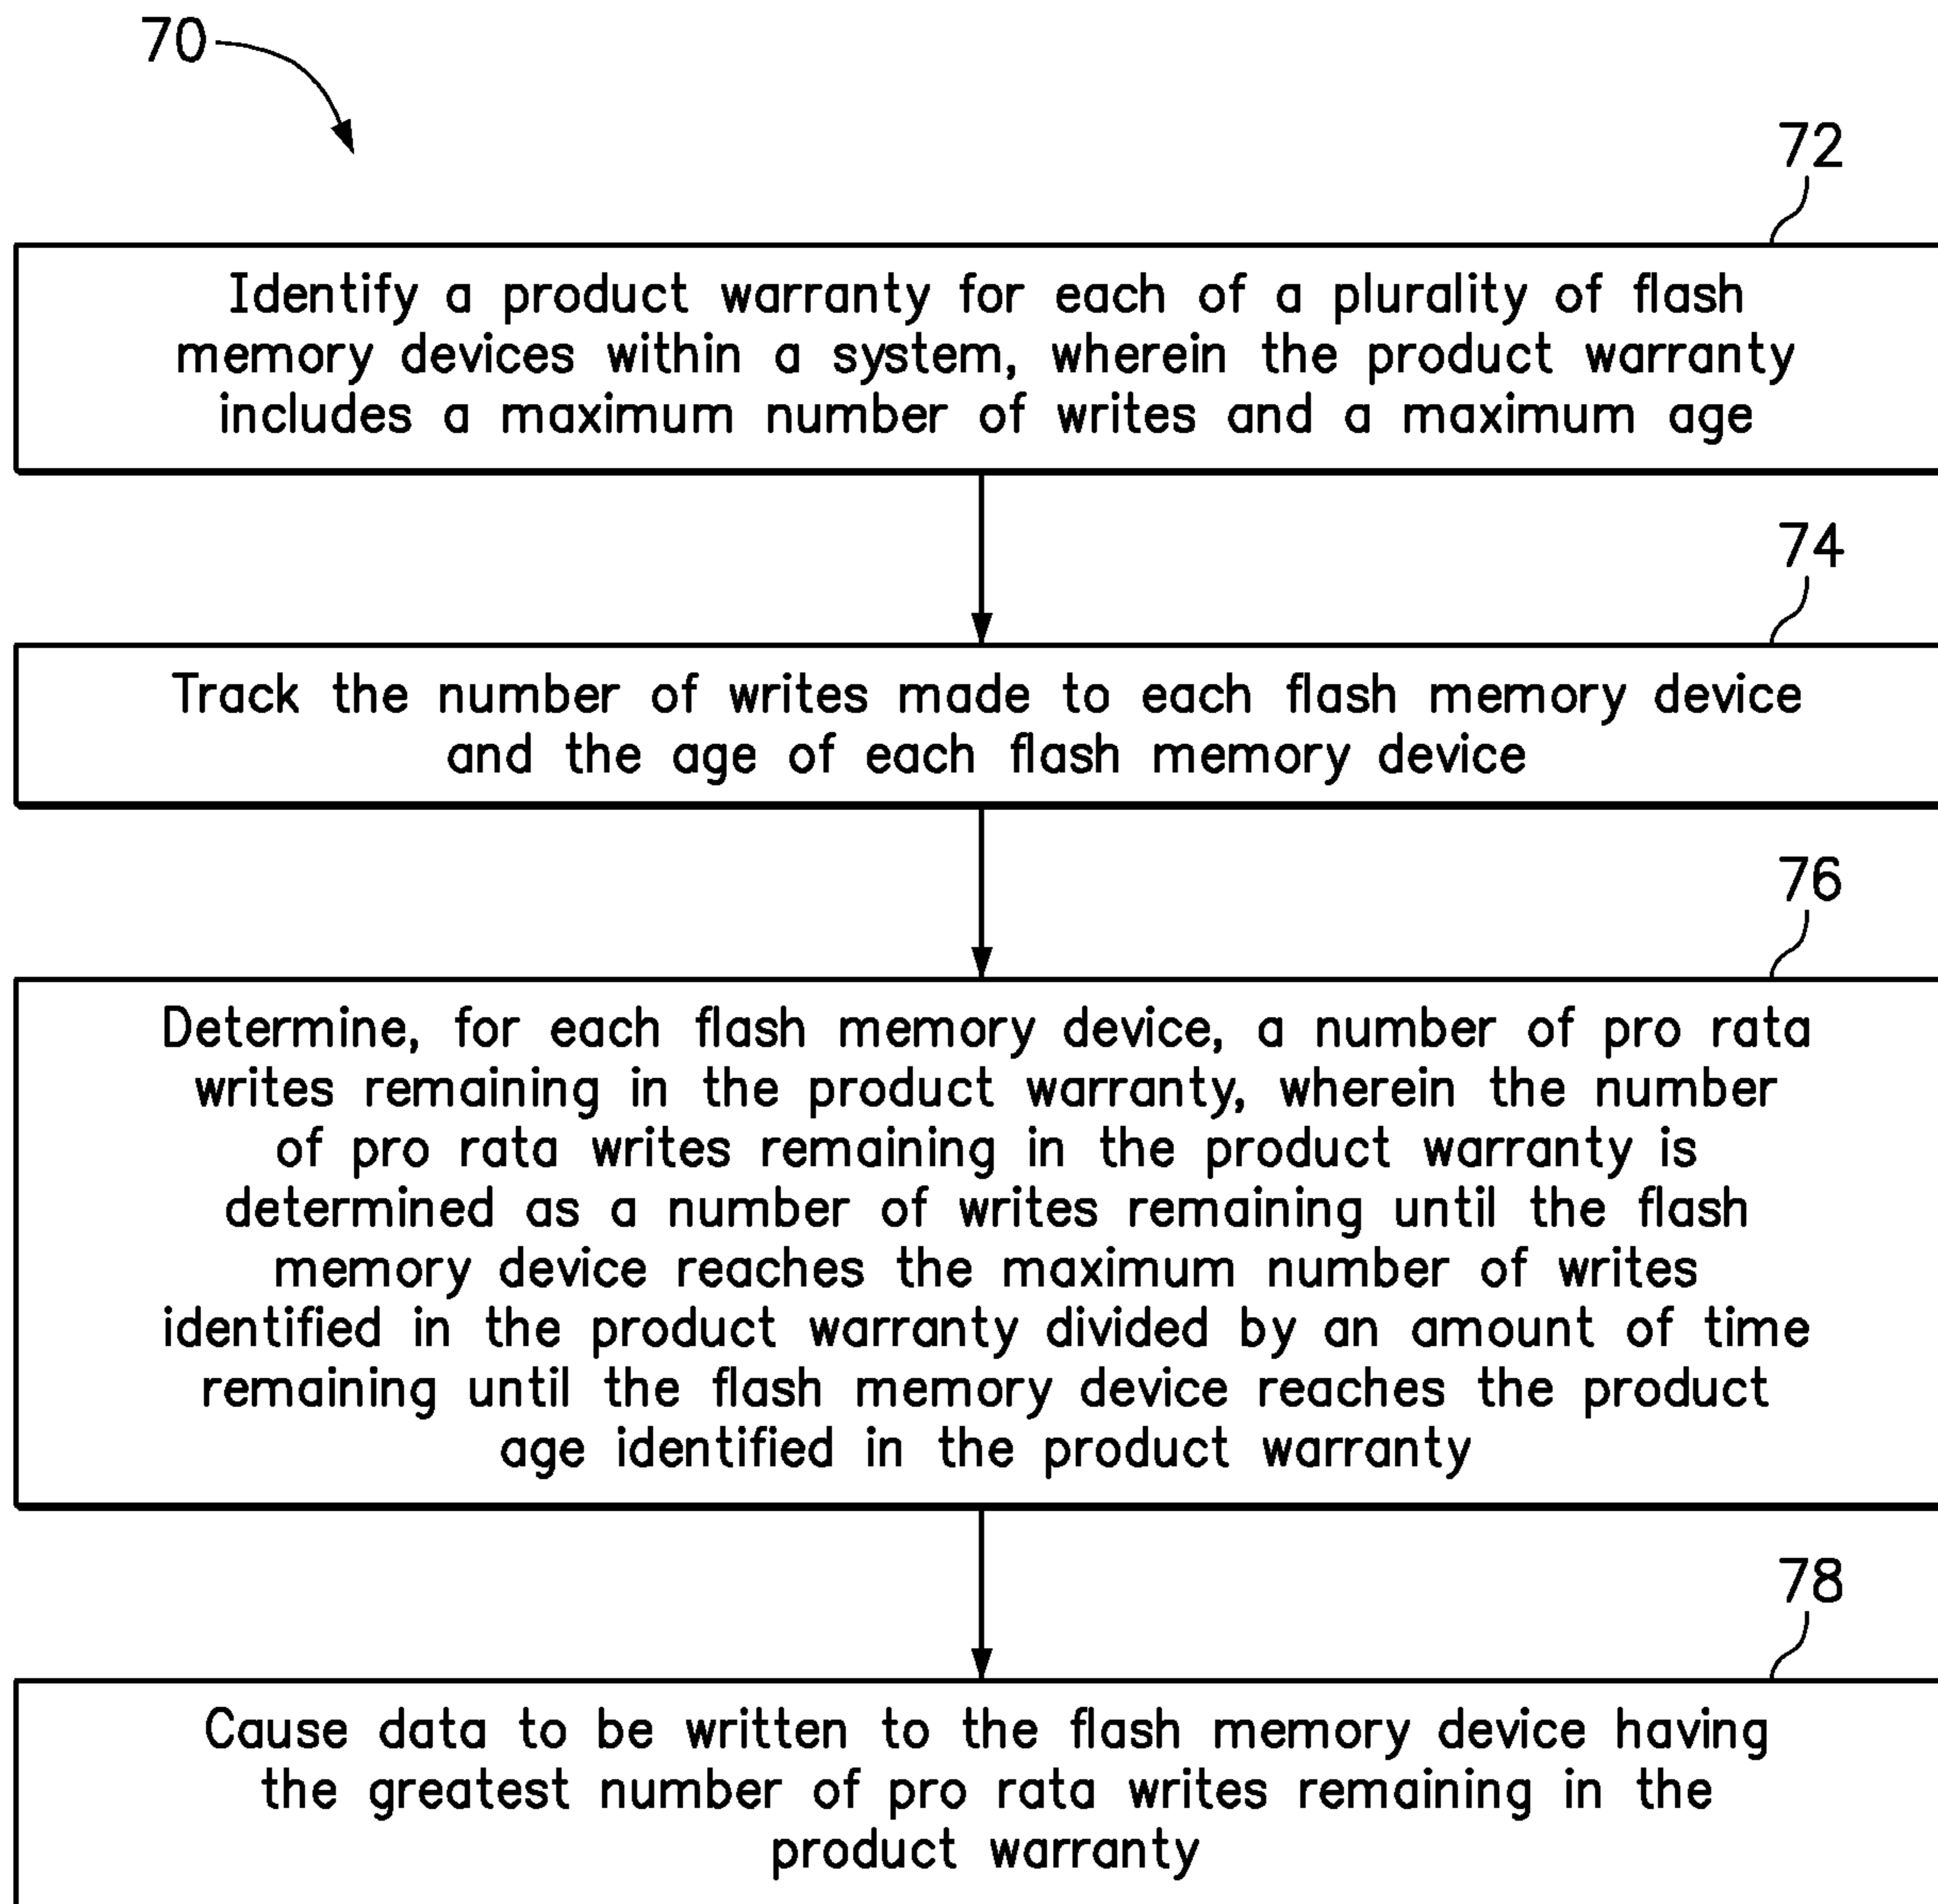 70
72
Identify a product warranty for each of a plurality of flash
memory devices within a system, wherein the product warranty
includes a maximum number of writes and a maximum age
74
Track the number of writes made to each flash memory device
and the age of each flash memory device
76
Determine, for each flash memory device, a number of pro rata
writes remaining in the product warranty, wherein the number
of pro rata writes remaining in the product warranty is
determined as a number of writes remaining until the flash
memory device reaches the maximum number of writes
identified in the product warranty divided by an amount of time
remaining until the flash memory device reaches the product
age identified in the product warranty
78
Cause data to be written to the flash memory device having
the greatest number of pro rata writes remaining in the
product warranty